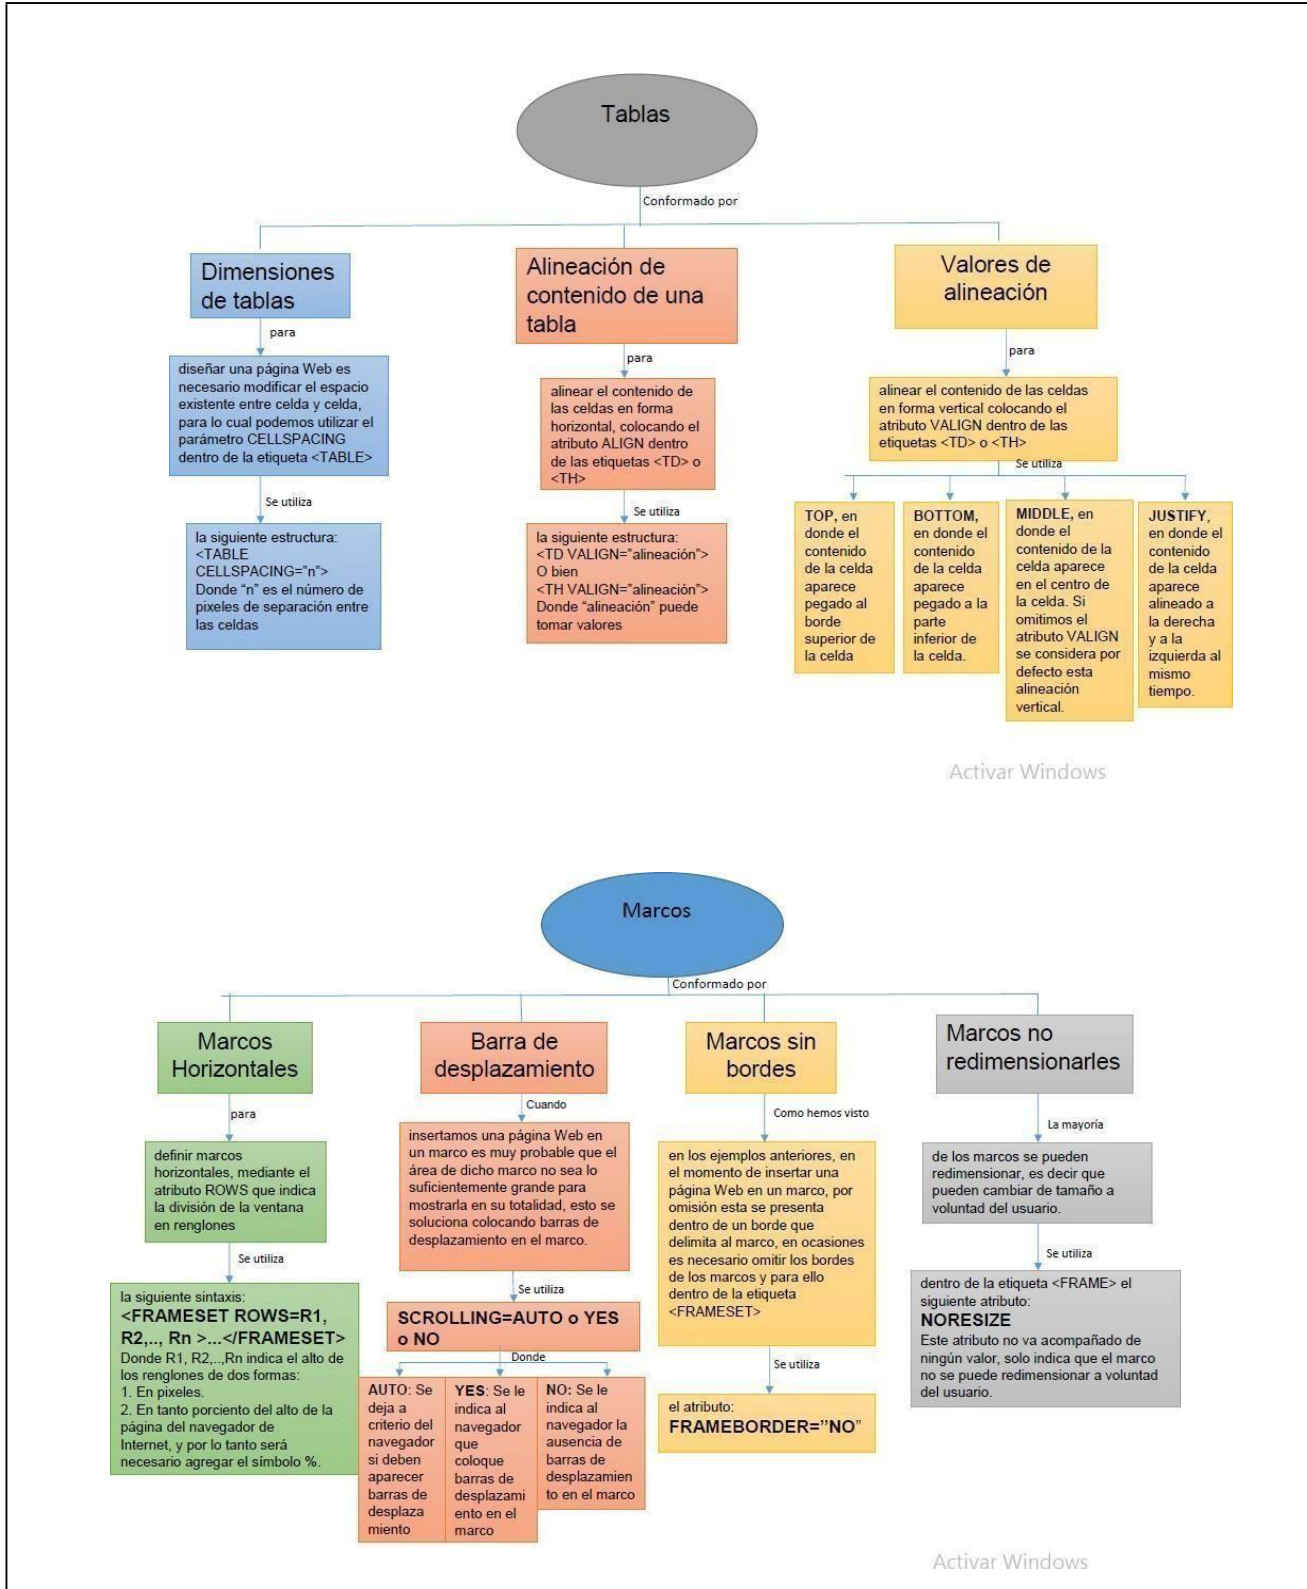 Tablas
Conformado por
Dimensiones
de tablas
para
diseñar una página Web es
necesario modificar el espacio
existente entre celda y celda,
para lo cual podemos utilizar el
parámetro CELLSPACING
dentro de la etiqueta <TABLE>
Se utiliza
la siguiente estructura:
<TABLE
CELLSPACING="n">
Donde “n” es el número de
pixeles de separación entre
las celdas
Alineación de
contenido de una
tabla
para
alinear el contenido de
las celdas en forma
horizontal, colocando el
atributo ALIGN dentro
de las etiquetas <TD> o
<TH>
Se utiliza
la siguiente estructura:
<TD VALIGN=”alineación”>
O bien
<TH VALIGN=”alineación”>
Donde “alineación” puede
tomar valores
Valores de
alineación
para
alinear el contenido de las celdas
en forma vertical colocando el
atributo VALIGN dentro de las
etiquetas <TD> o <TH>
Se utiliza
TOP, en
donde el
contenido
de la celda
aparece
pegado al
borde
superior de
la celda
BOTTOM,
en donde el
contenido
de la celda
aparece
pegado a la
parte
inferior de
la celda.
MIDDLE, en
donde el
contenido de la
celda aparece
en el centro de
la celda. Si
omitimos el
atributo VALIGN
se considera por
defecto esta
alineación
vertical.
JUSTIFY,
en donde el
contenido
de la celda
aparece
alineado a
la derecha
y a la
izquierda al
mismo
tiempo.
Activar Windows
Marcos
Conformado por
Marcos
Horizontales
para
definir marcos
horizontales, mediante el
atributo ROWS que indica
la división de la ventana
en renglones
Se utiliza
la siguiente sintaxis:
<FRAMESET ROWS=R1,
R2,.., Rn >...</FRAMESET>
Donde R1, R2,..,Rn indica el alto de
los renglones de dos formas:
1. En pixeles.
2. En tanto porciento del alto de la
página del navegador de
Internet, y por lo tanto será
necesario agregar el símbolo %.
Barra de
desplazamiento
Cuando
insertamos una página Web en
un marco es muy probable que el
área de dicho marco no sea lo
suficientemente grande para
mostrarla en su totalidad, esto se
soluciona colocando barras de
desplazamiento en el marco.
Se utiliza
SCROLLING=AUTO o YES
o NO
Donde
AUTO: Se
deja a
criterio del
navegador
si deben
aparecer
barras de
desplaza
miento
YES: Se le
indica al
navegador
que
coloque
barras de
desplazami
ento en el
marco
NO: Se le
indica al
navegador la
ausencia de
barras de
desplazamien
to en el marco
Marcos sin
bordes
Como hemos visto
en los ejemplos anteriores, en
el momento de insertar una
página Web en un marco, por
omisión esta se presenta
dentro de un borde que
delimita al marco, en ocasiones
es necesario omitir los bordes
de los marcos y para ello
dentro de la etiqueta
<FRAMESET>
Se utiliza
el atributo:
FRAMEBORDER=”NO”
Marcos no
redimensionarles
La mayoría
de los marcos se pueden
redimensionar, es decir que
pueden cambiar de tamaño a
voluntad del usuario.
Se utiliza
dentro de la etiqueta <FRAME> el
siguiente atributo:
NORESIZE
Este atributo no va acompañado de
ningún valor, solo indica que el marco
no se puede redimensionar a voluntad
del usuario.
Activar Windows